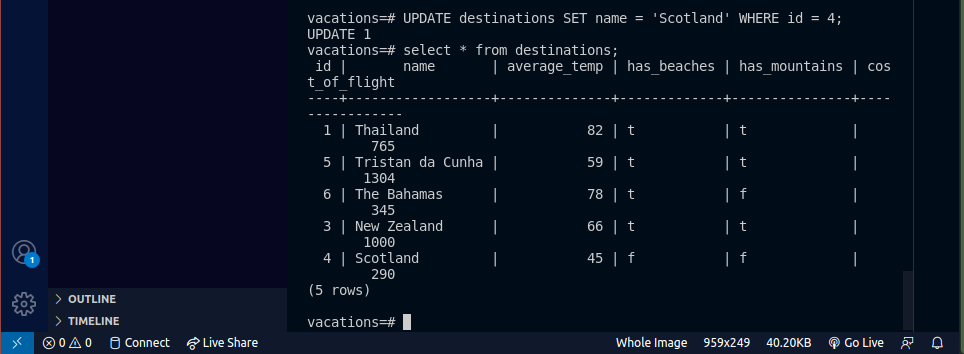 vacations=# UPDATE destinations SET name = 'Scotland' WHERE id = 4;
UPDATE 1
vacations=# select * from destinations;
 id |       name       | average_temp | has_beaches | has_mountains | cos
t_of_flight
----+------------------+--------------+-------------+---------------+----
------------
  1 | Thailand         |           82 | t           | t             |
        765
  5 | Tristan da Cunha |           59 | t           | t             |
       1304
  6 | The Bahamas      |           78 | t           | f             |
        345
  3 | New Zealand      |           66 | t           | t             |
       1000
  4 | Scotland         |           45 | f           | f             |
        290
(5 rows)
vacations=#
1
OUTLINE
TIMELINE
0 0 Connect Live Share Whole Image 959x249 40.20KB Go Live